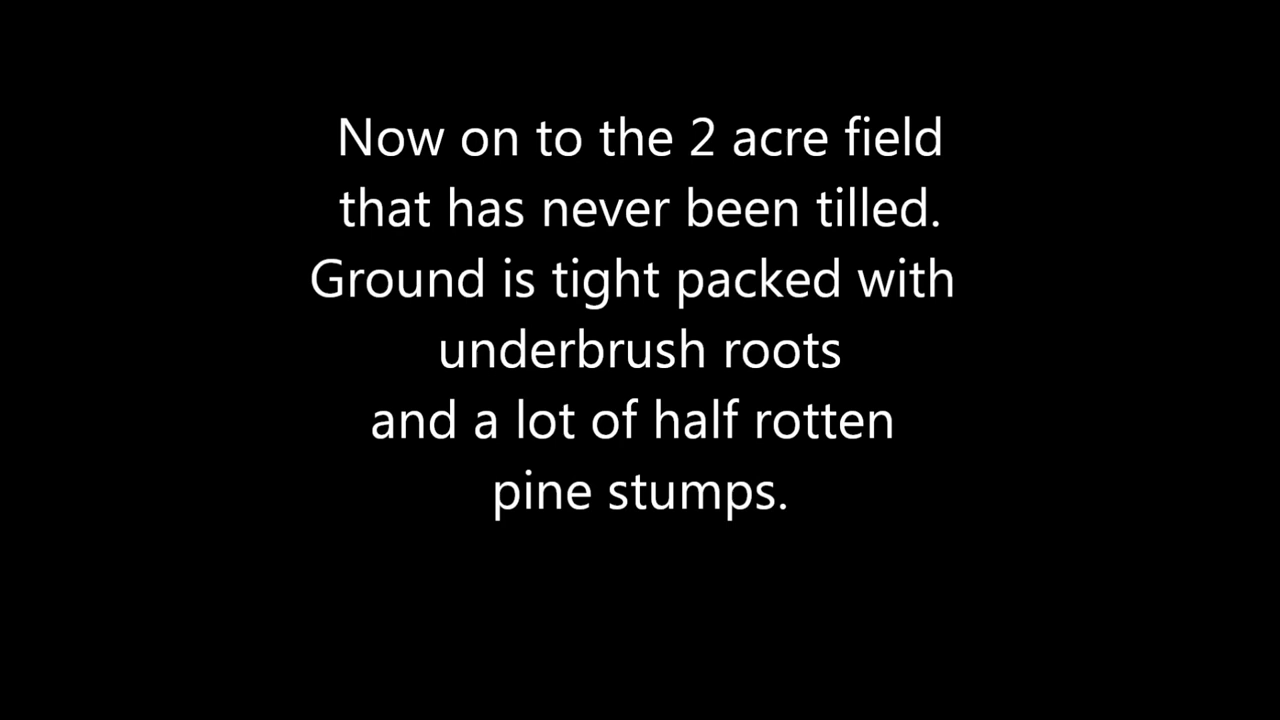 Now on to the 2 acre field
that has never been tilled.
Ground is tight packed with
underbrush roots
and a lot of half rotten
pine stumps.